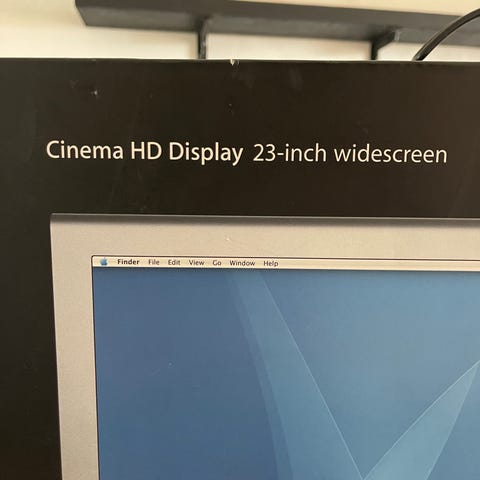 Cinema HD Display 23-inch widescreen
Finder File Edit View Go Window Help